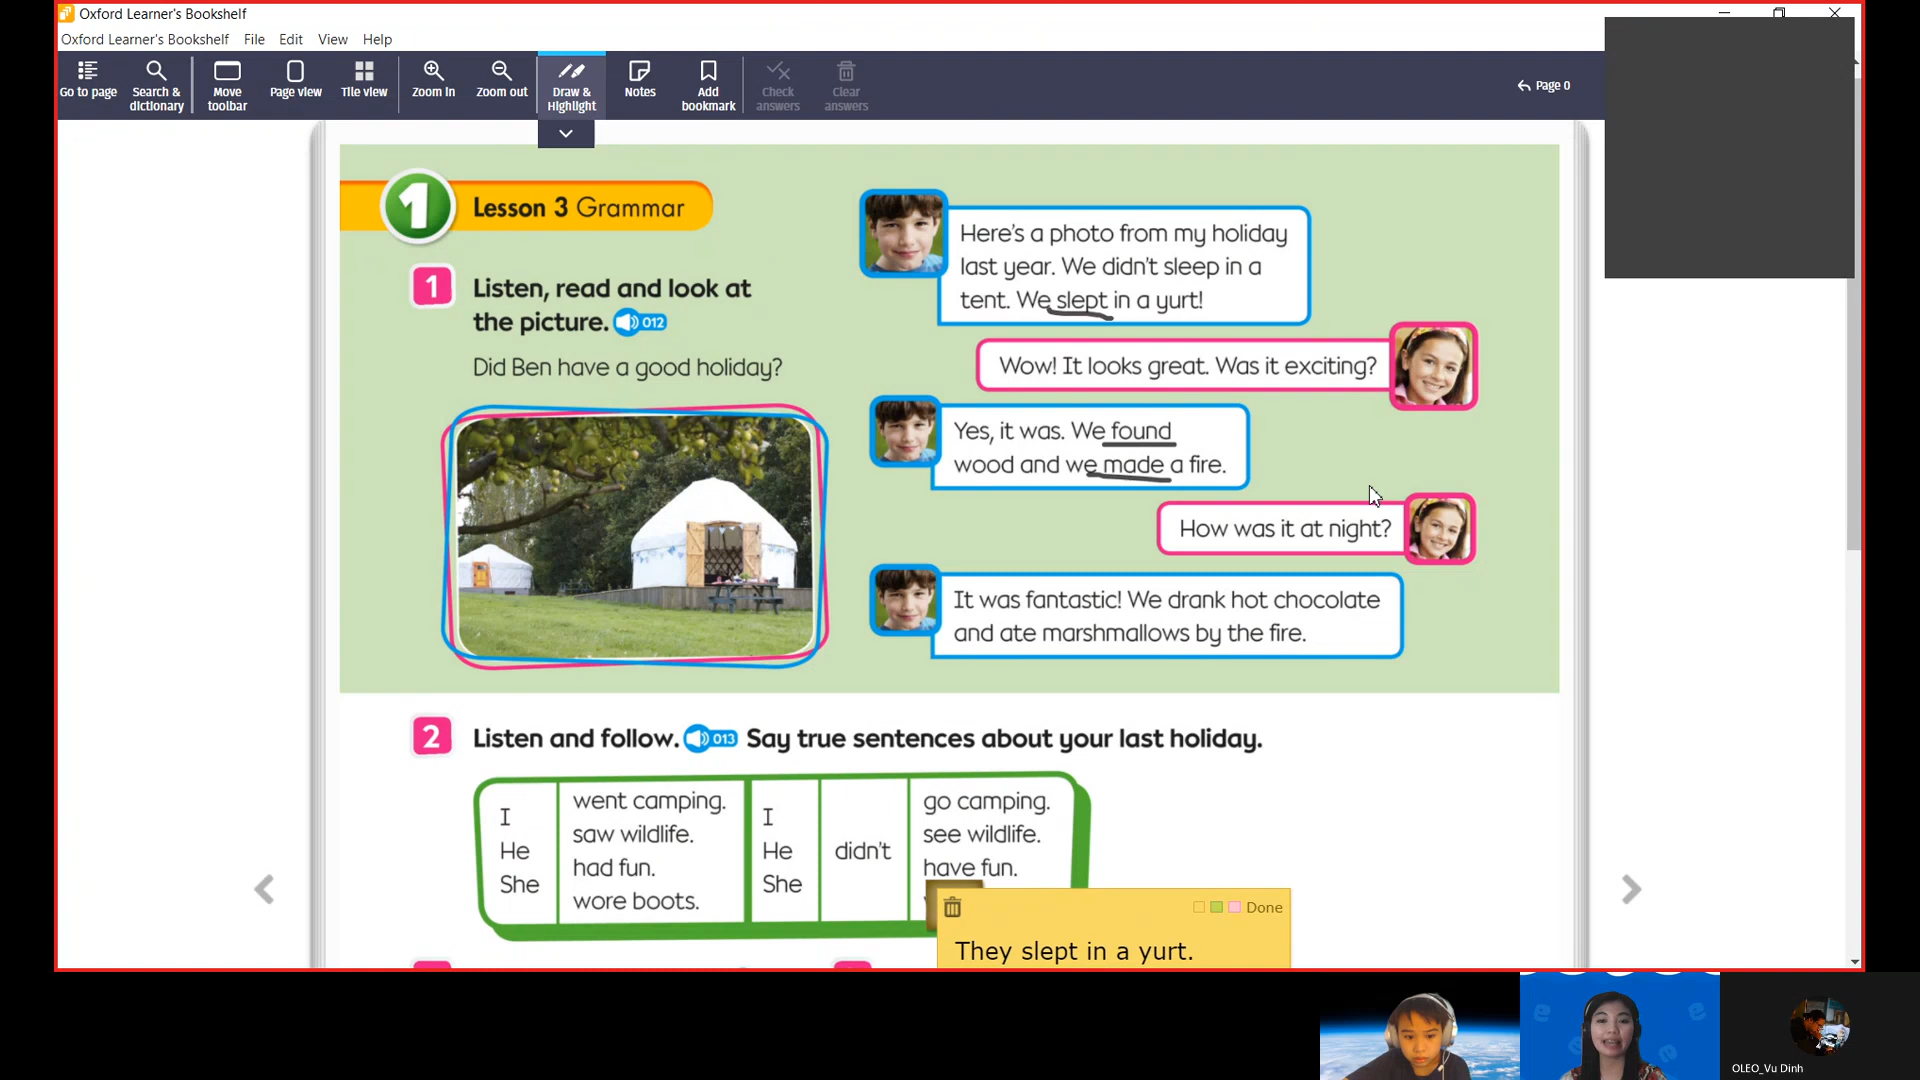 Oxford Learner's Bookshelf
Oxford Learner's Bookshelf File Edit View Help
Go to page
Search & dictionary
Move toolbar
Page view
Tile view
Zoom in
Zoom out
Draw & Highlight
Notes
Add bookmark
Check answers
Clear answers
Page 0
1
Lesson 3 Grammar
1
Listen, read and look at
the picture. 012
Did Ben have a good holiday?
Here's a photo from my holiday
last year. We didn't sleep in a
tent. We slept in a yurt!
Wow! It looks great. Was it exciting?
Yes, it was. We found
wood and we made a fire.
How was it at night?
It was fantastic! We drank hot chocolate
and ate marshmallows by the fire.
2
Listen and follow. 013 Say true sentences about your last holiday.
I
He
She
went camping.
saw wildlife.
had fun.
wore boots.
I
He
She
didn't
go camping.
see wildlife.
have fun.
Done
They slept in a yurt.
OLEO_Vu Dinh